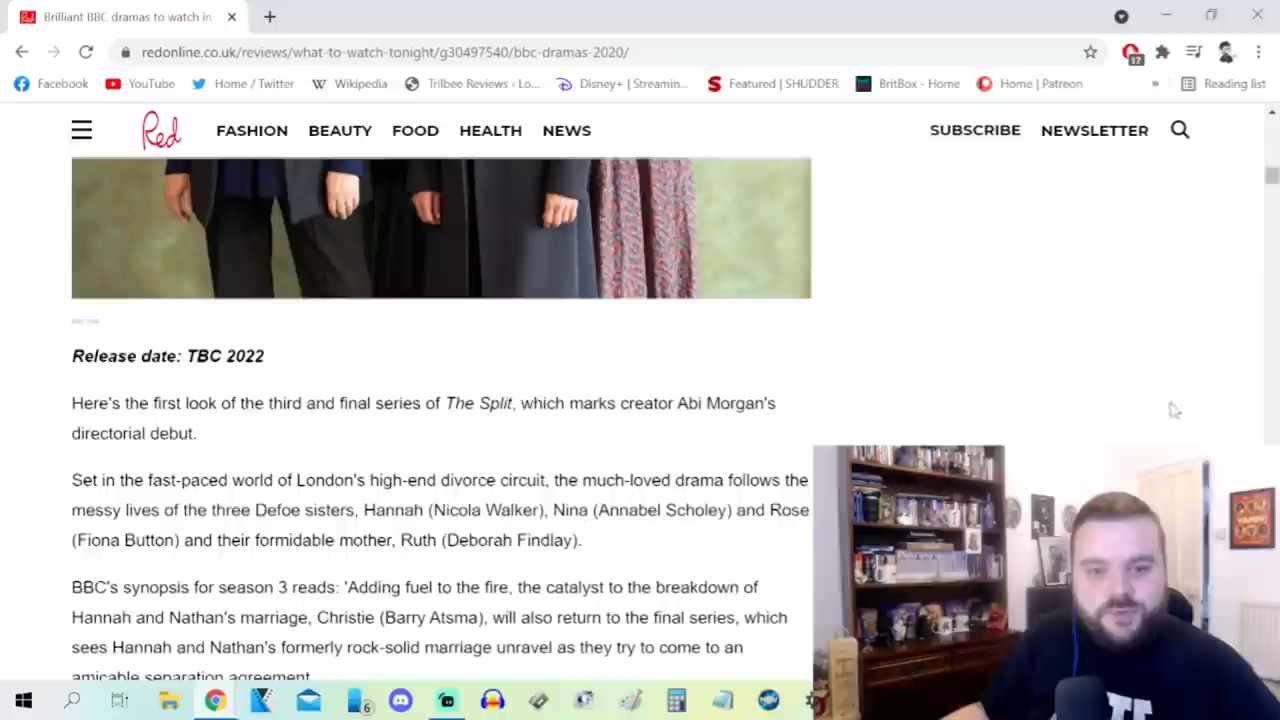 Brilliant BBC dramas to watch in
redonline.co.uk/reviews/what-to-watch-tonight/g30497540/bbc-dramas-2020/
17
Facebook YouTube Home / Twitter Wikipedia Trilbee Reviews ‹ Lo... Disney+ | Streamin... Featured | SHUDDER BritBox - Home Home | Patreon » Reading list
Red FASHION BEAUTY FOOD HEALTH NEWS SUBSCRIBE NEWSLETTER
Release date: TBC 2022
Here's the first look of the third and final series of The Split, which marks creator Abi Morgan's
directorial debut.
Set in the fast-paced world of London's high-end divorce circuit, the much-loved drama follows the
messy lives of the three Defoe sisters, Hannah (Nicola Walker), Nina (Annabel Scholey) and Rose
(Fiona Button) and their formidable mother, Ruth (Deborah Findlay).
BBC's synopsis for season 3 reads: 'Adding fuel to the fire, the catalyst to the breakdown of
Hannah and Nathan's marriage, Christie (Barry Atsma), will also return to the final series, which
sees Hannah and Nathan's formerly rock-solid marriage unravel as they try to come to an
amicable separation agreement
6